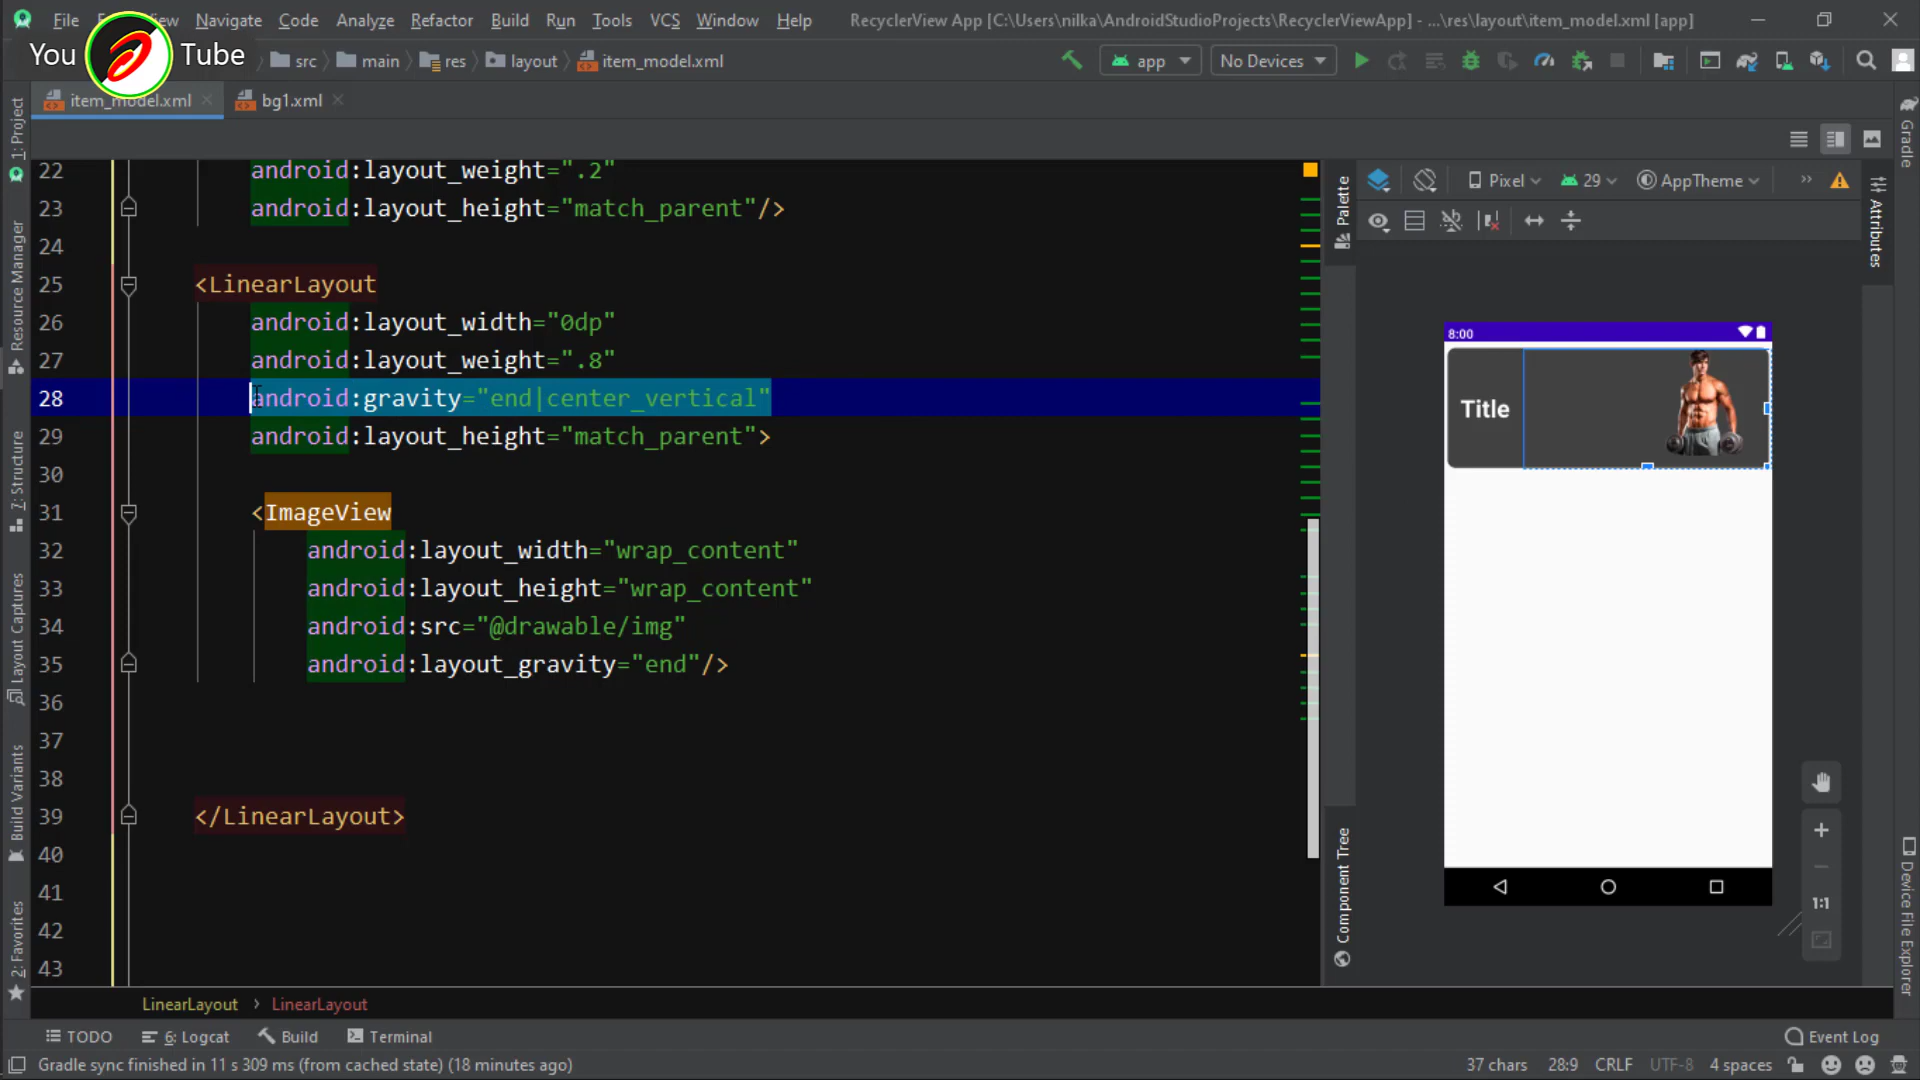 File Edit View Navigate Code Analyze Refactor Build Run Tools VCS Window Help RecyclerView App [C:\Users\nilka\AndroidStudioProjects\RecyclerViewApp] - ...\res\layout\item_model.xml [app]
You Tube src main res layout item_model.xml app No Devices
item_model.xml bg1.xml
22 android:layout_weight=".2"
23 android:layout_height="match_parent"/>
24
25 <LinearLayout
26 android:layout_width="0dp"
27 android:layout_weight=".8"
28 android:gravity="end|center_vertical"
29 android:layout_height="match_parent">
30
31 <ImageView
32 android:layout_width="wrap_content"
33 android:layout_height="wrap_content"
34 android:src="@drawable/img"
35 android:layout_gravity="end"/>
36
37
38
39 </LinearLayout>
40
41
42
43
1: Project
Resource Manager
7: Structure
Layout Captures
Build Variants
2: Favorites
Palette
Component Tree
Pixel 29 AppTheme
8:00
Title
1:1
Attributes
Gradle
Device File Explorer
LinearLayout › LinearLayout
TODO 6: Logcat Build Terminal Event Log
Gradle sync finished in 11 s 309 ms (from cached state) (18 minutes ago) 37 chars 28:9 CRLF UTF-8 4 spaces